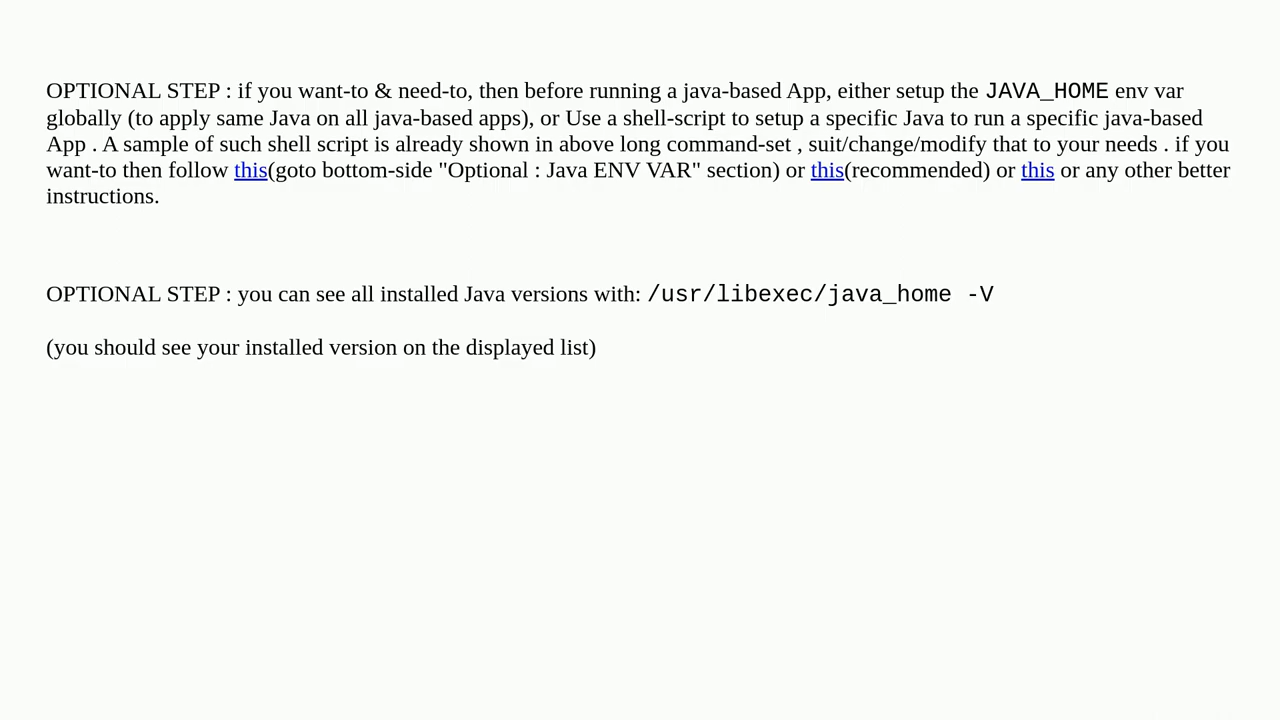 OPTIONAL STEP : if you want-to & need-to, then before running a java-based App, either setup the JAVA_HOME env var
globally (to apply same Java on all java-based apps), or Use a shell-script to setup a specific Java to run a specific java-based
App . A sample of such shell script is already shown in above long command-set , suit/change/modify that to your needs . if you
want-to then follow this(goto bottom-side "Optional : Java ENV VAR" section) or this(recommended) or this or any other better
instructions.
OPTIONAL STEP : you can see all installed Java versions with: /usr/libexec/java_home -V
(you should see your installed version on the displayed list)